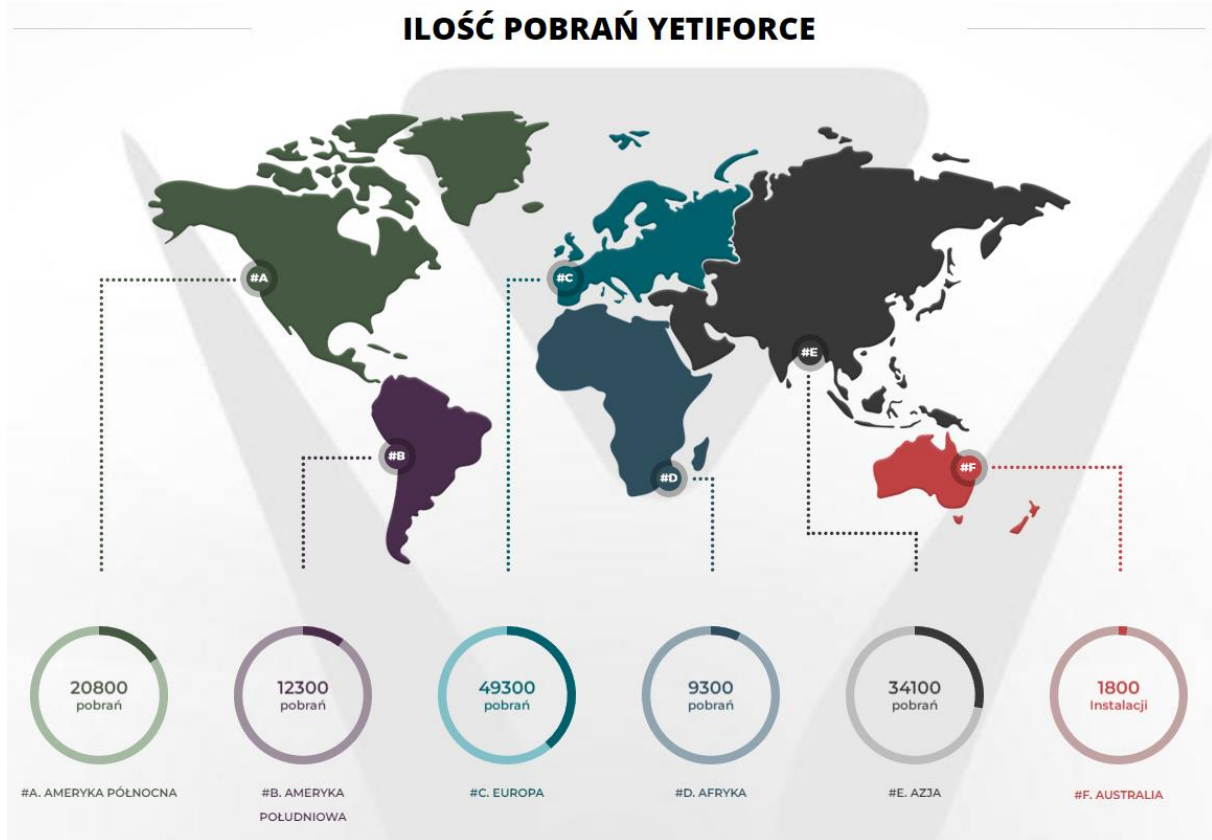 ILOŚĆ POBRAŃ YETIFORCE
#A
#B
#C
#D
#E
#F
20800
pobrań
#A. AMERYKA PÓŁNOCNA
12300
pobrań
#B. AMERYKA
POŁUDNIOWA
49300
pobrań
#C. EUROPA
9300
pobrań
#D. AFRYKA
34100
pobrań
#E. AZJA
1800
Instalacji
#F. AUSTRALIA